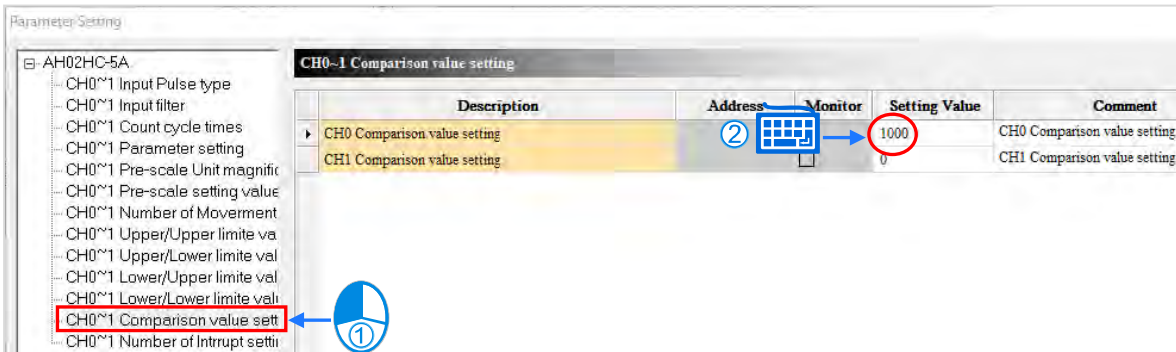 Parameter Setting
AH02HC-5A
CH0~1 Input Pulse type
CH0~1 Input filter
CH0~1 Count cycle times
CH0~1 Parameter setting
CH0~1 Pre-scale Unit magnific
CH0~1 Pre-scale setting value
CH0~1 Number of Moverment
CH0~1 Upper/Upper limite va
CH0~1 Upper/Lower limite val
CH0~1 Lower/Upper limite val
CH0~1 Lower/Lower limite valu
CH0~1 Comparison value sett
CH0~1 Number of Intrrupt settin
①
CH0~1 Comparison value setting
Description Address Monitor Setting Value Comment
CH0 Comparison value setting ② 1000 CH0 Comparison value setting
CH1 Comparison value setting 0 CH1 Comparison value setting